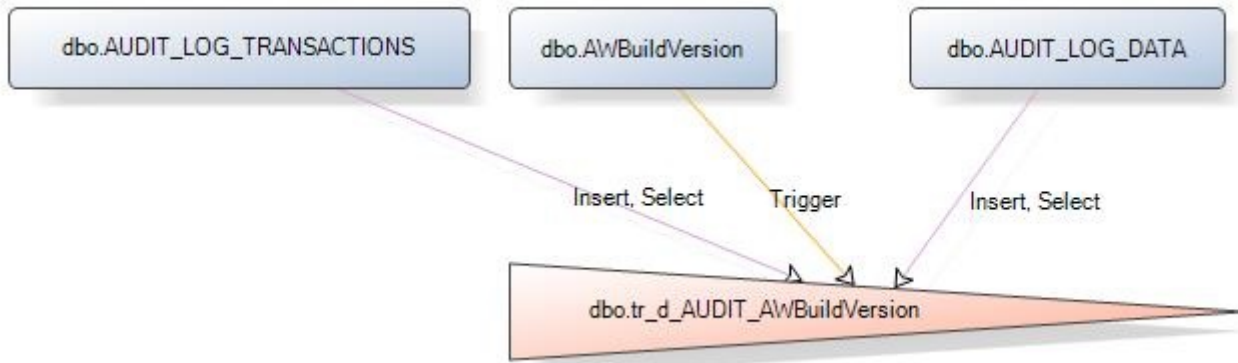 dbo.AUDIT_LOG_TRANSACTIONS
dbo.AWBuildVersion
dbo.AUDIT_LOG_DATA
Insert, Select
Trigger
Insert, Select
dbo.tr_d_AUDIT_AWBuildVersion